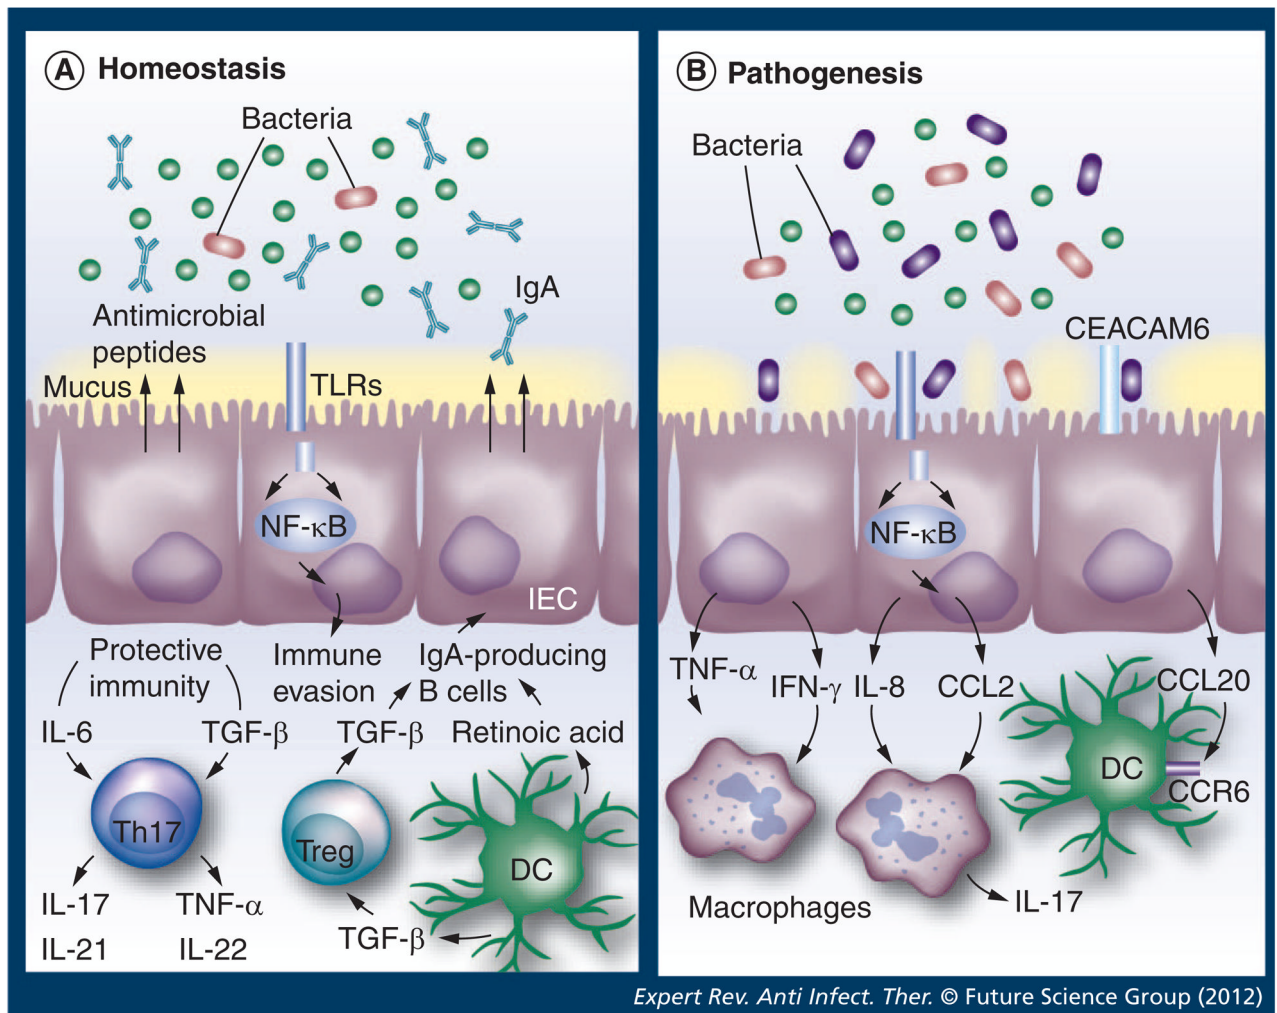 A Homeostasis
Bacteria
IgA
Antimicrobial
peptides
Mucus
TLRs
NF-κB
IEC
Protective
immunity
Immune
evasion
IgA-producing
B cells
IL-6
TGF-β
TGF-β
Retinoic acid
Th17
Treg
DC
IL-17
TNF-α
IL-21
IL-22
TGF-β
B Pathogenesis
Bacteria
CEACAM6
NF-κB
TNF-α
IFN-γ
IL-8
CCL2
CCL20
DC
CCR6
Macrophages
IL-17
Expert Rev. Anti Infect. Ther. © Future Science Group (2012)